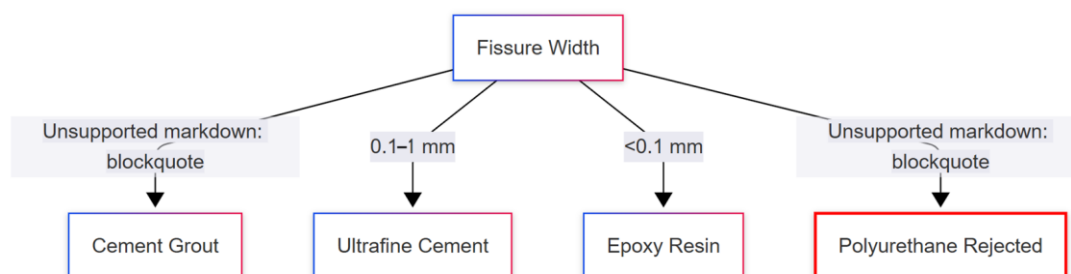 Fissure Width
Unsupported markdown:
blockquote
0.1–1 mm
<0.1 mm
Unsupported markdown:
blockquote
Cement Grout
Ultrafine Cement
Epoxy Resin
Polyurethane Rejected